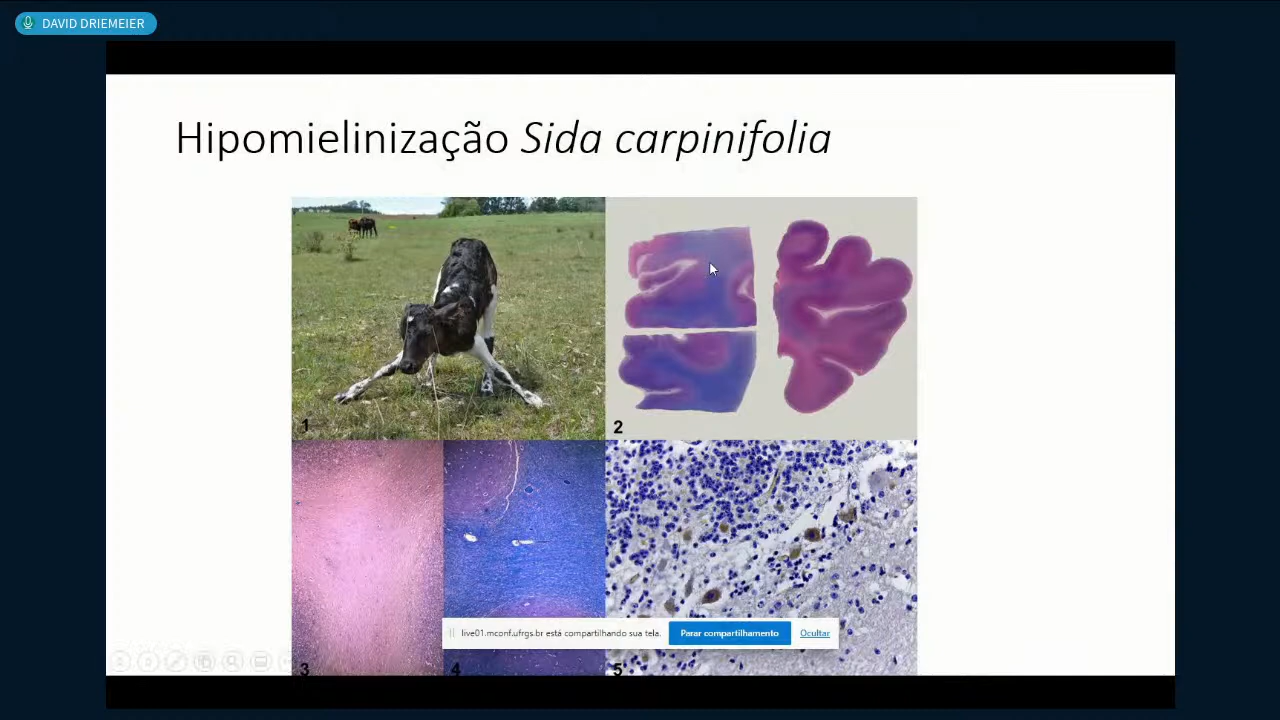 DAVID DRIEMEIER
Hipomielinização Sida carpinifolia
1
2
3
4
5
live01.mconf.ufrgs.br está compartilhando sua tela.
Parar compartilhamento
Ocultar